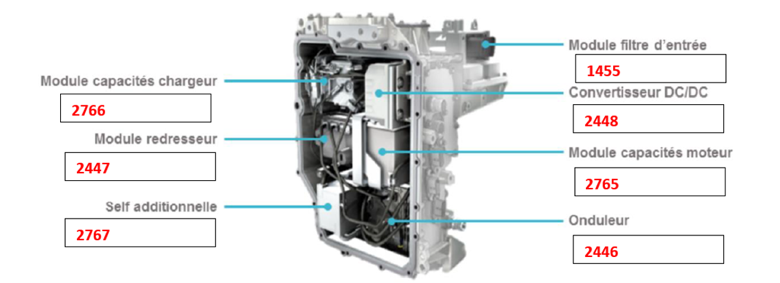 Module filtre d'entrée
1455
Module capacités chargeur
2766
Convertisseur DC/DC
2448
Module redresseur
2447
Module capacités moteur
2765
Self additionnelle
2767
Onduleur
2446